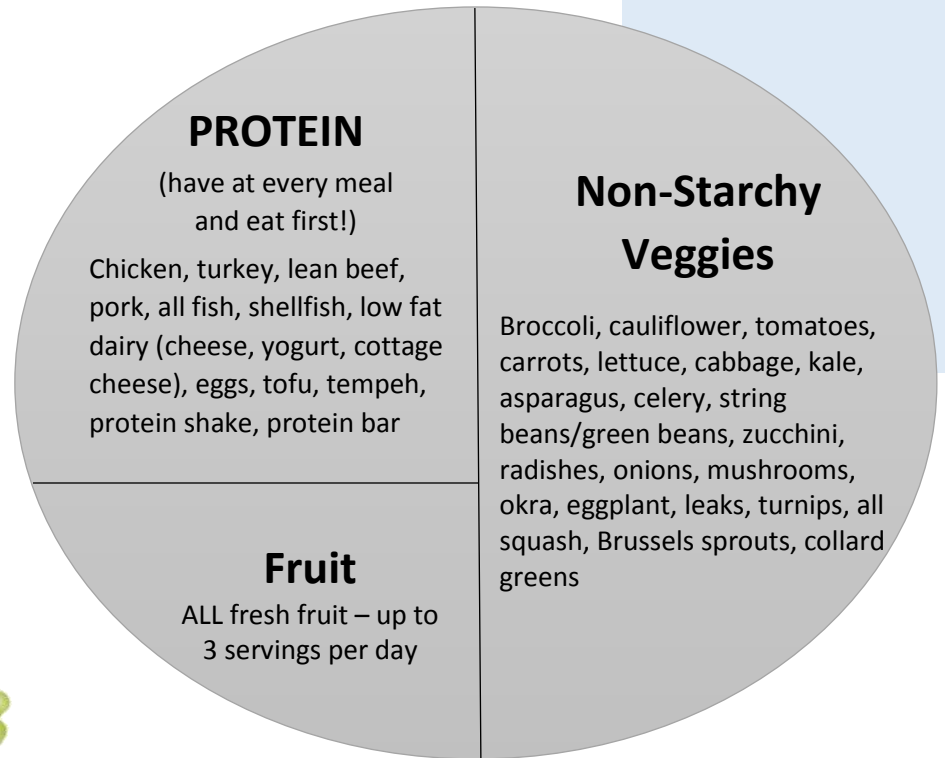 PROTEIN
(have at every meal
and eat first!)
Chicken, turkey, lean beef,
pork, all fish, shellfish, low fat
dairy (cheese, yogurt, cottage
cheese), eggs, tofu, tempeh,
protein shake, protein bar
Fruit
ALL fresh fruit – up to
3 servings per day
Non-Starchy
Veggies
Broccoli, cauliflower, tomatoes,
carrots, lettuce, cabbage, kale,
asparagus, celery, string
beans/green beans, zucchini,
radishes, onions, mushrooms,
okra, eggplant, leaks, turnips, all
squash, Brussels sprouts, collard
greens